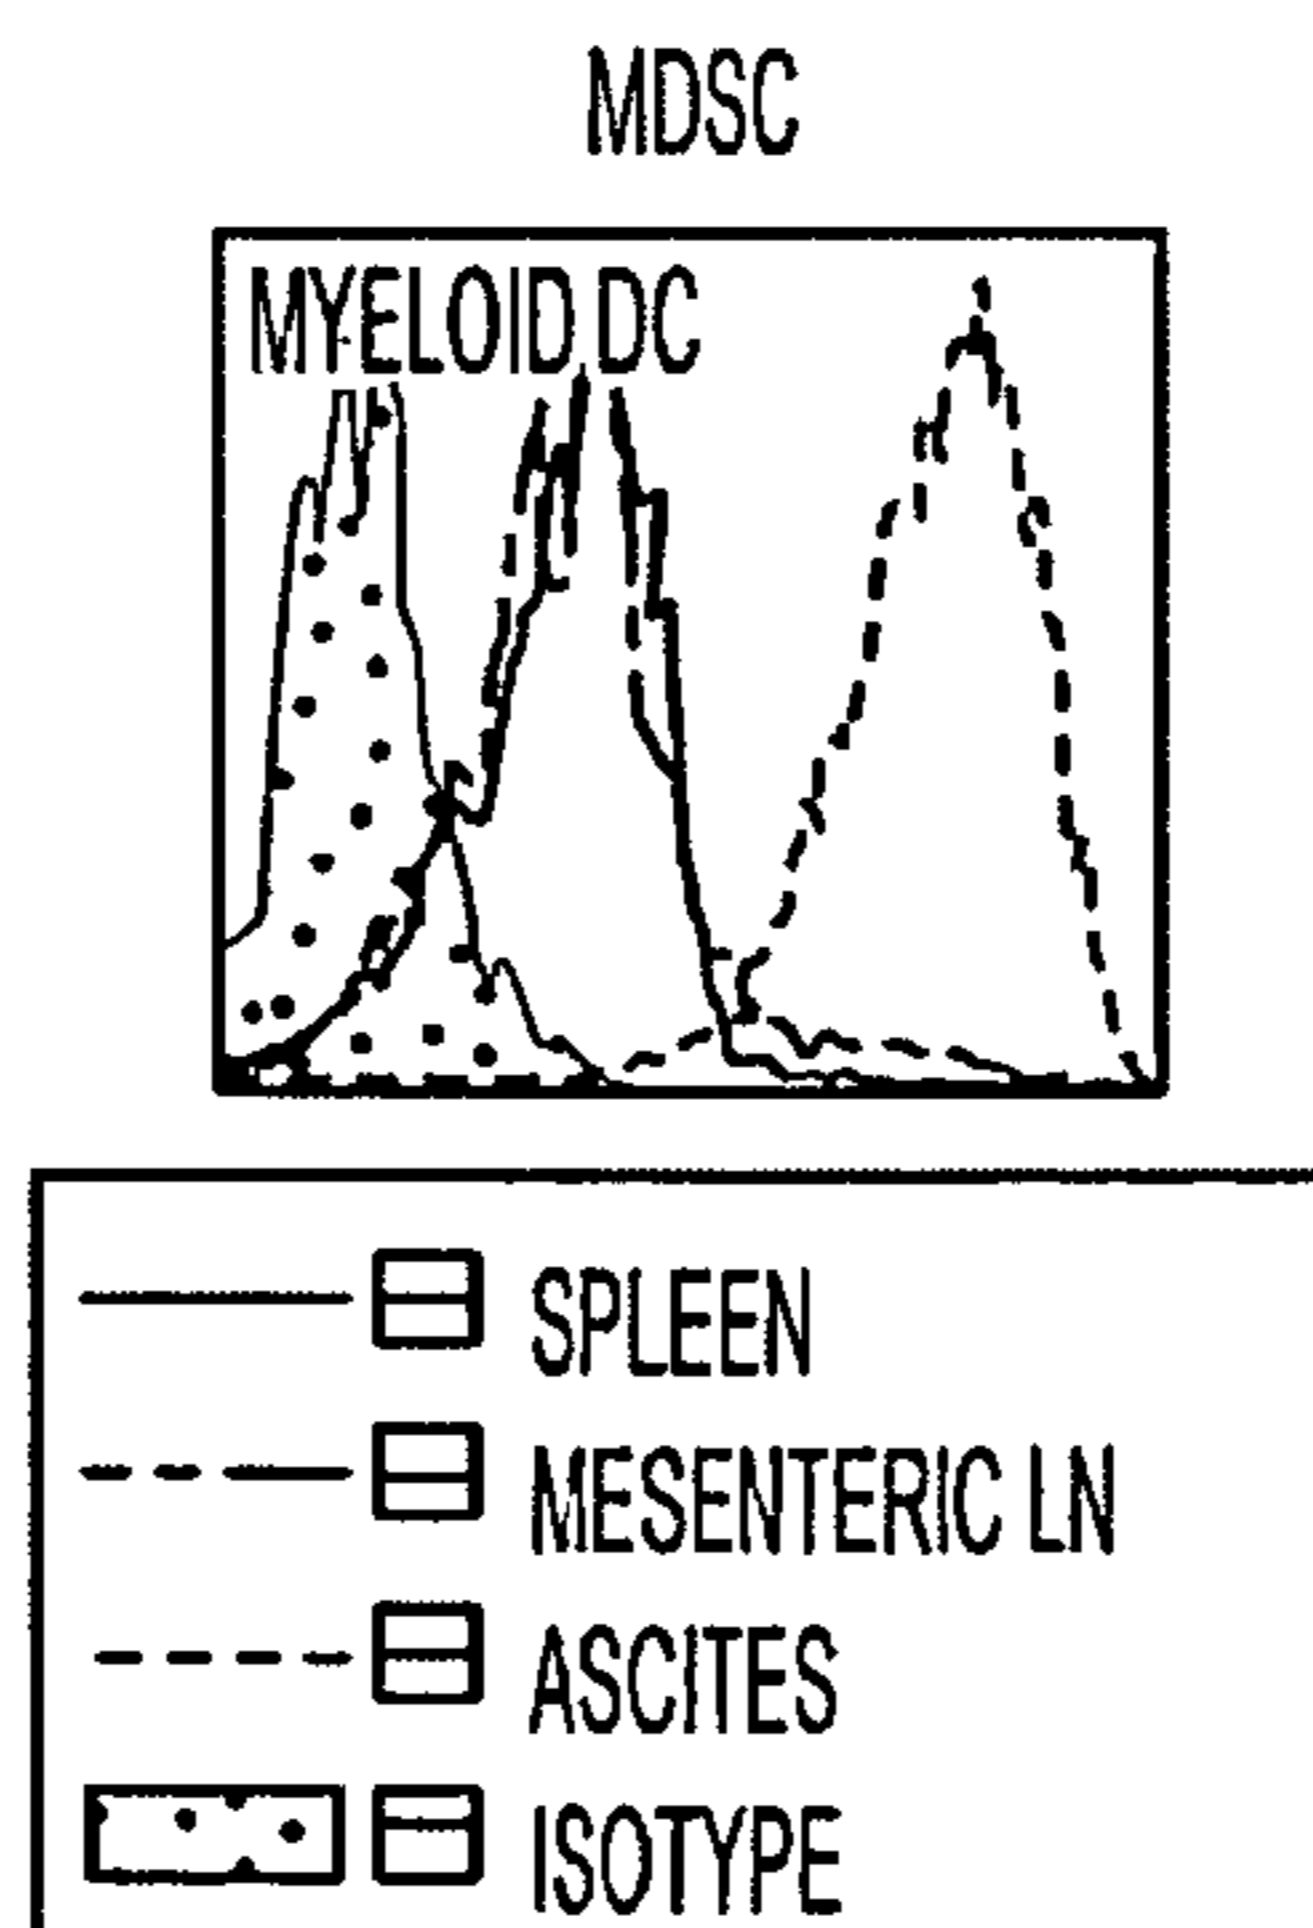 MDSC
MYELOID DC
SPLEEN
MESENTERIC LN
ASCITES
ISOTYPE